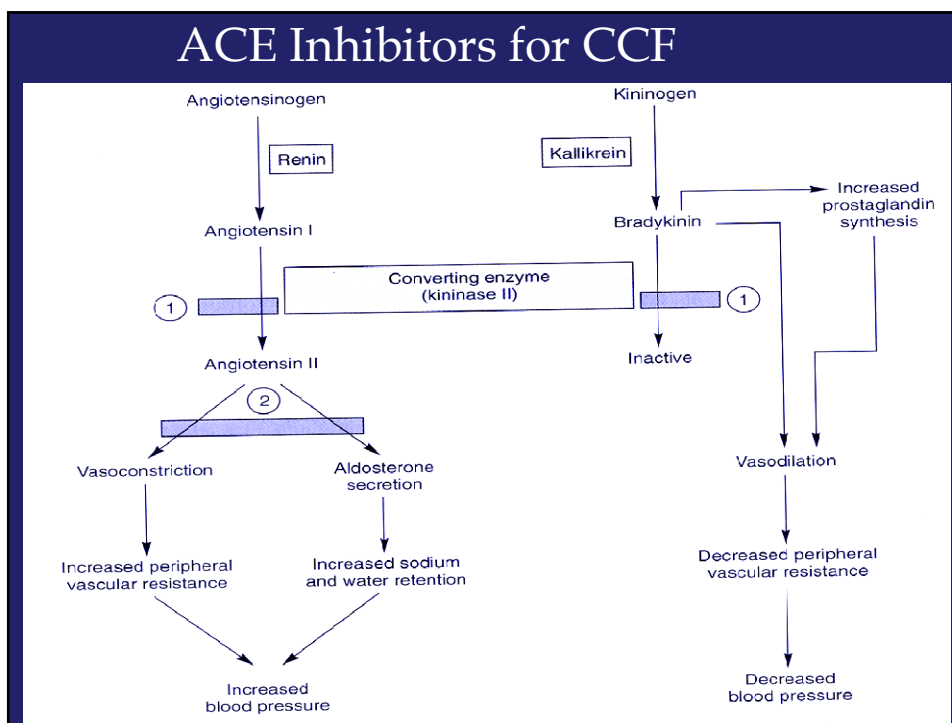 ACE Inhibitors for CCF
Angiotensinogen
Kininogen
Renin
Kallikrein
Increased
prostaglandin
synthesis
Angiotensin I
Bradykinin
Converting enzyme
(kininase II)
1
1
Angiotensin II
Inactive
2
Vasoconstriction
Aldosterone
secretion
Vasodilation
Increased peripheral
vascular resistance
Increased sodium
and water retention
Decreased peripheral
vascular resistance
Increased
blood pressure
Decreased
blood pressure